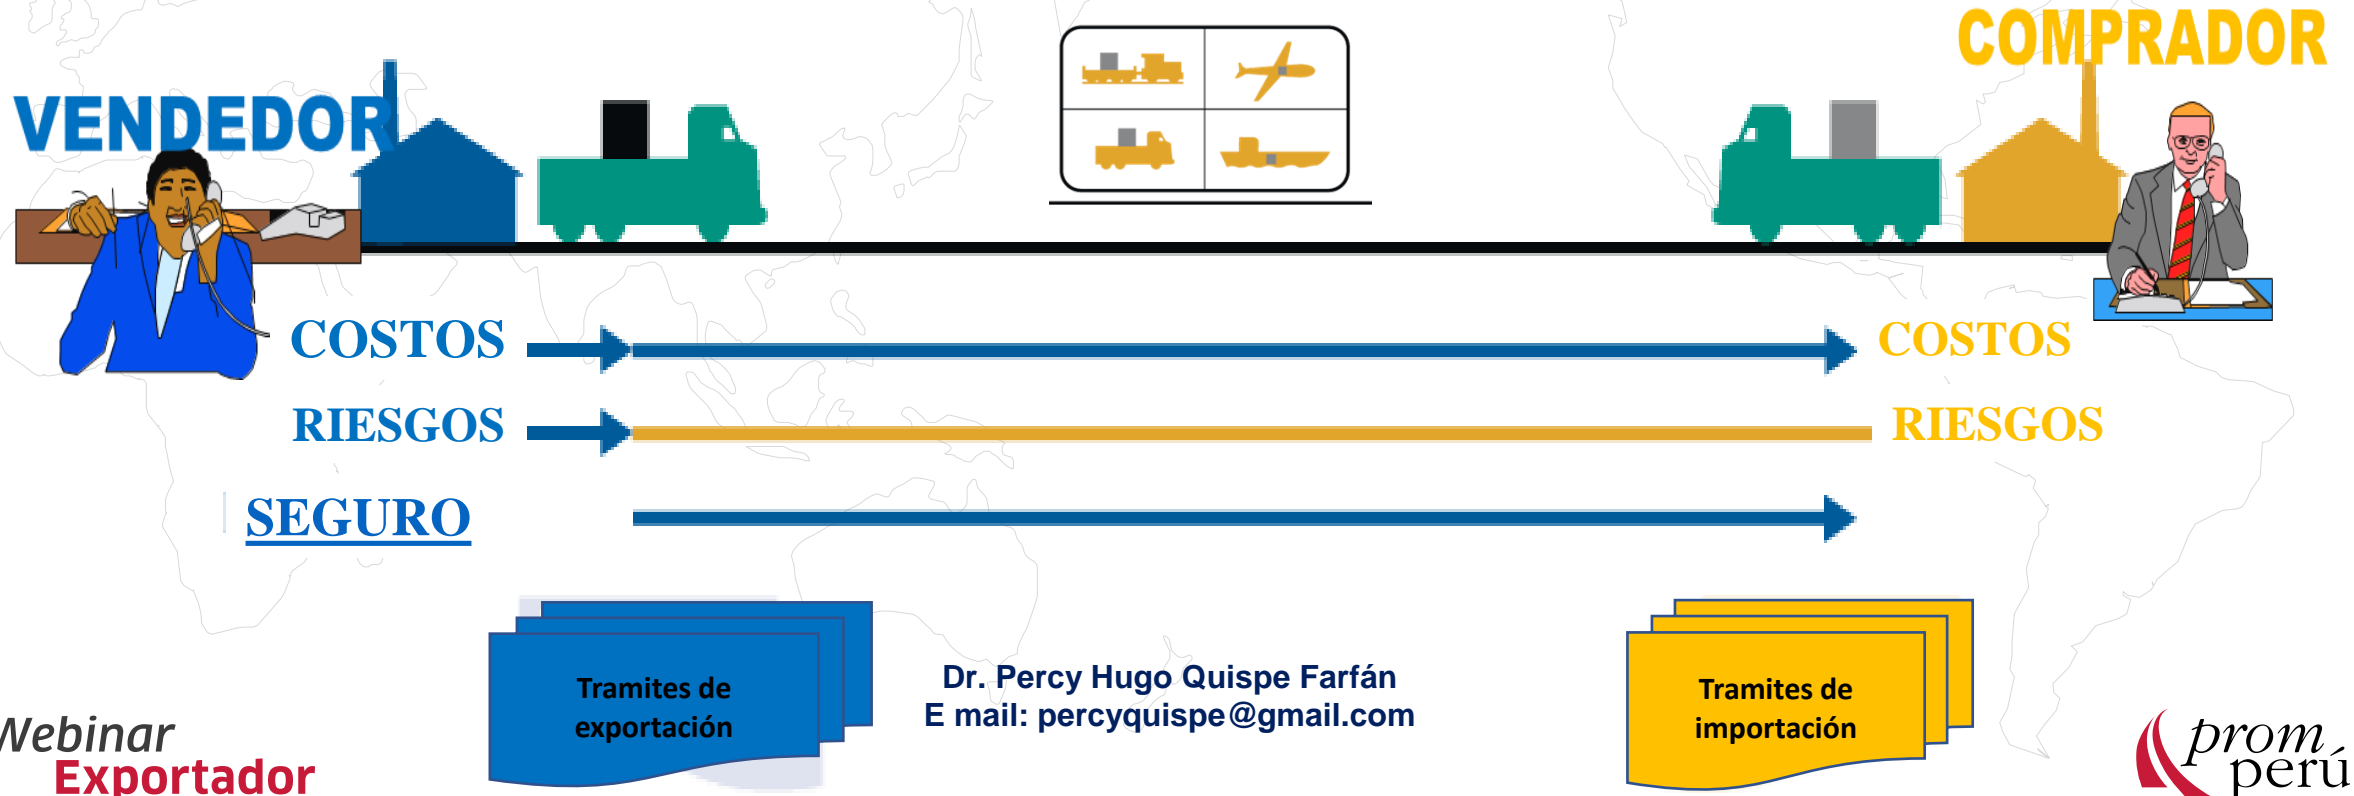 COMPRADOR
VENDEDOR
COSTOS
COSTOS
RIESGOS
RIESGOS
SEGURO
Tramites de
exportación
Dr. Percy Hugo Quispe Farfán
E mail: percyquispe@gmail.com
Tramites de
importación
Webinar
Exportador
prom
perú